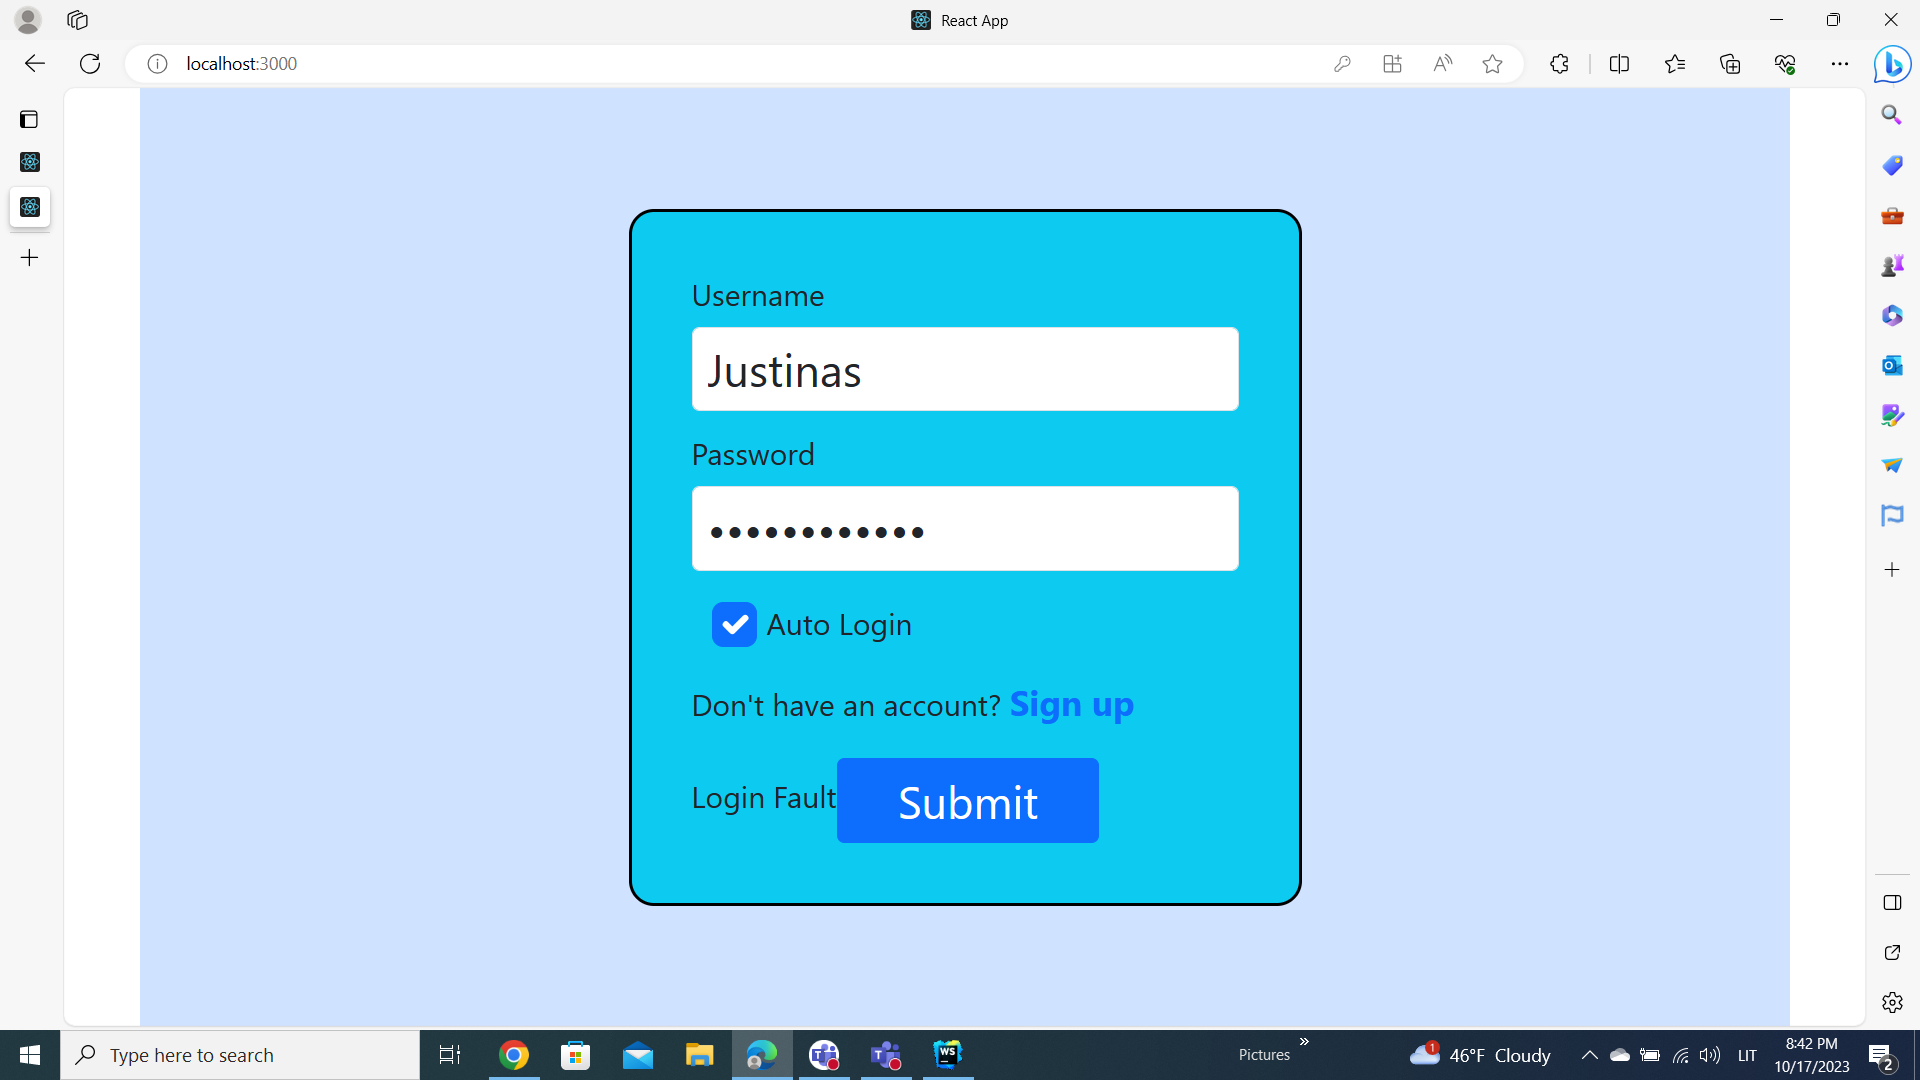 React App
localhost:3000
Username
Justinas
Password
Auto Login
Don't have an account? Sign up
Login Fault Submit
Type here to search
WS
Pictures
1
46°F Cloudy
LIT
8:42 PM
10/17/2023
2